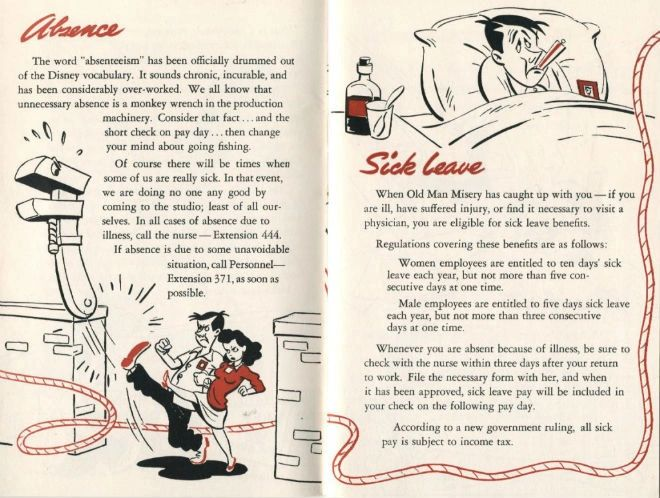 Absence
The word "absenteeism" has been officially drummed out
of the Disney vocabulary. It sounds chronic, incurable, and
has been considerably over-worked. We all know that
unnecessary absence is a monkey wrench in the production
machinery. Consider that fact . . . and the
short check on pay day . . . then change
your mind about going fishing.
Of course there will be times when
some of us are really sick. In that event,
we are doing no one any good by
coming to the studio; least of all our-
selves. In all cases of absence due to
illness, call the nurse — Extension 444.
If absence is due to some unavoidable
situation, call Personnel—
Extension 371, as soon as
possible.
Sick Leave
When Old Man Misery has caught up with you — if you
are ill, have suffered injury, or find it necessary to visit a
physician, you are eligible for sick leave benefits.
Regulations covering these benefits are as follows:
Women employees are entitled to ten days' sick
leave each year, but not more than five con-
secutive days at one time.
Male employees are entitled to five days sick leave
each year, but not more than three consecutive
days at one time.
Whenever you are absent because of illness, be sure to
check with the nurse within three days after your return
to work. File the necessary form with her, and when
it has been approved, sick leave pay will be included in
your check on the following pay day.
According to a new government ruling, all sick
pay is subject to income tax.